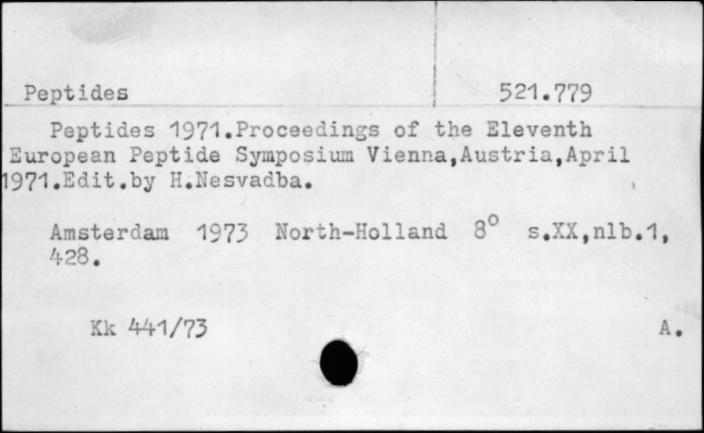 Peptides 521.779
Peptides 1971.Proceedings of the Eleventh
European Peptide Symposium Vienna,Austria,April
1971.Edit.by H.Nesvadba.
Amsterdam 1973 North-Holland 8° s.XX,nlb.1,
428.
Kk 441/73 A.